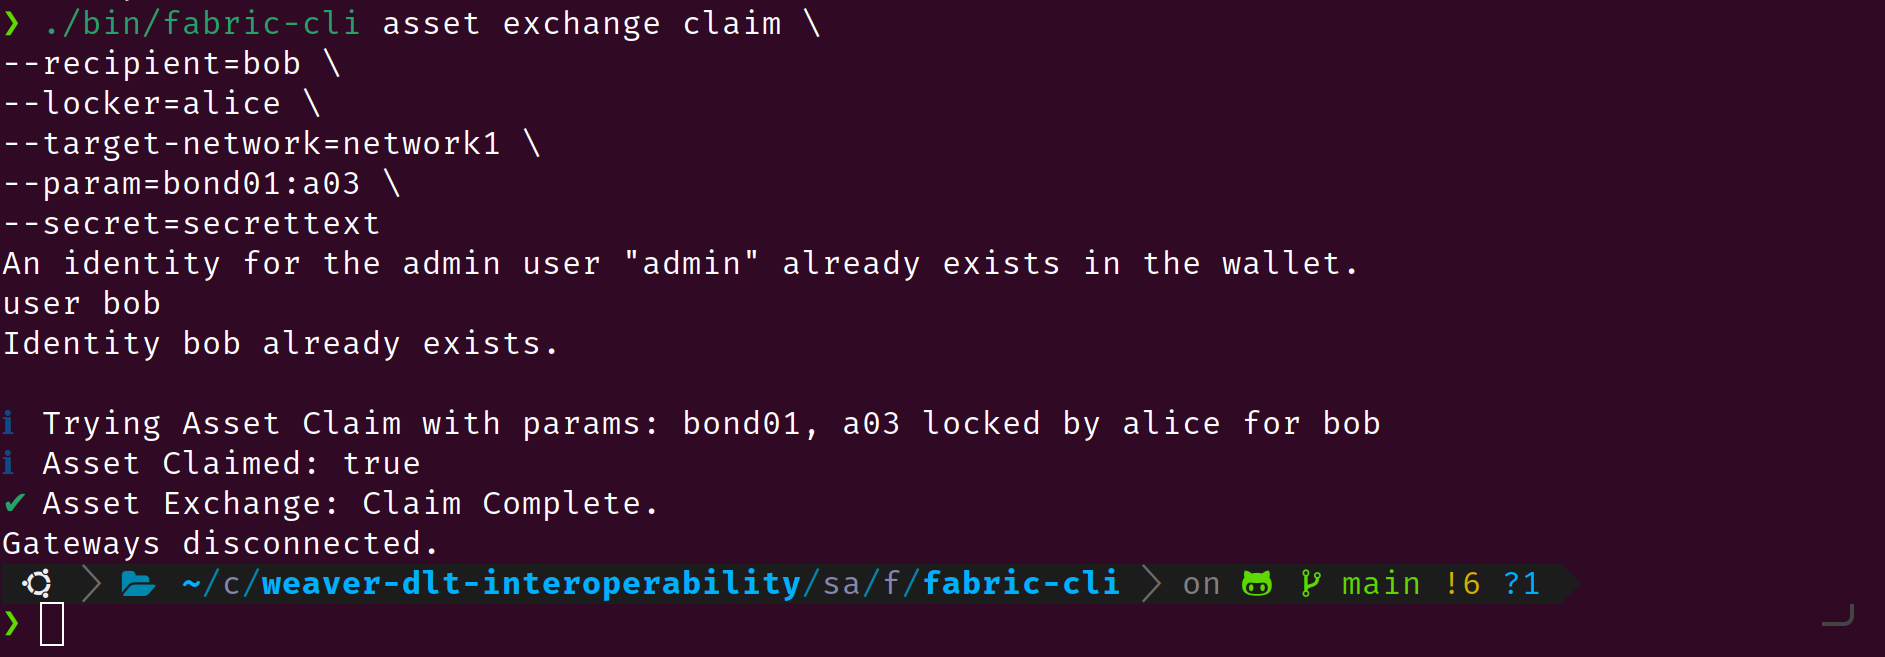 ❯ ./bin/fabric-cli asset exchange claim \
--recipient=bob \
--locker=alice \
--target-network=network1 \
--param=bond01:a03 \
--secret=secrettext
An identity for the admin user "admin" already exists in the wallet.
user bob
Identity bob already exists.
ℹ Trying Asset Claim with params: bond01, a03 locked by alice for bob
ℹ Asset Claimed: true
✔ Asset Exchange: Claim Complete.
Gateways disconnected.
~/c/weaver-dlt-interoperability/sa/f/fabric-cli on main !6 ?1
❯